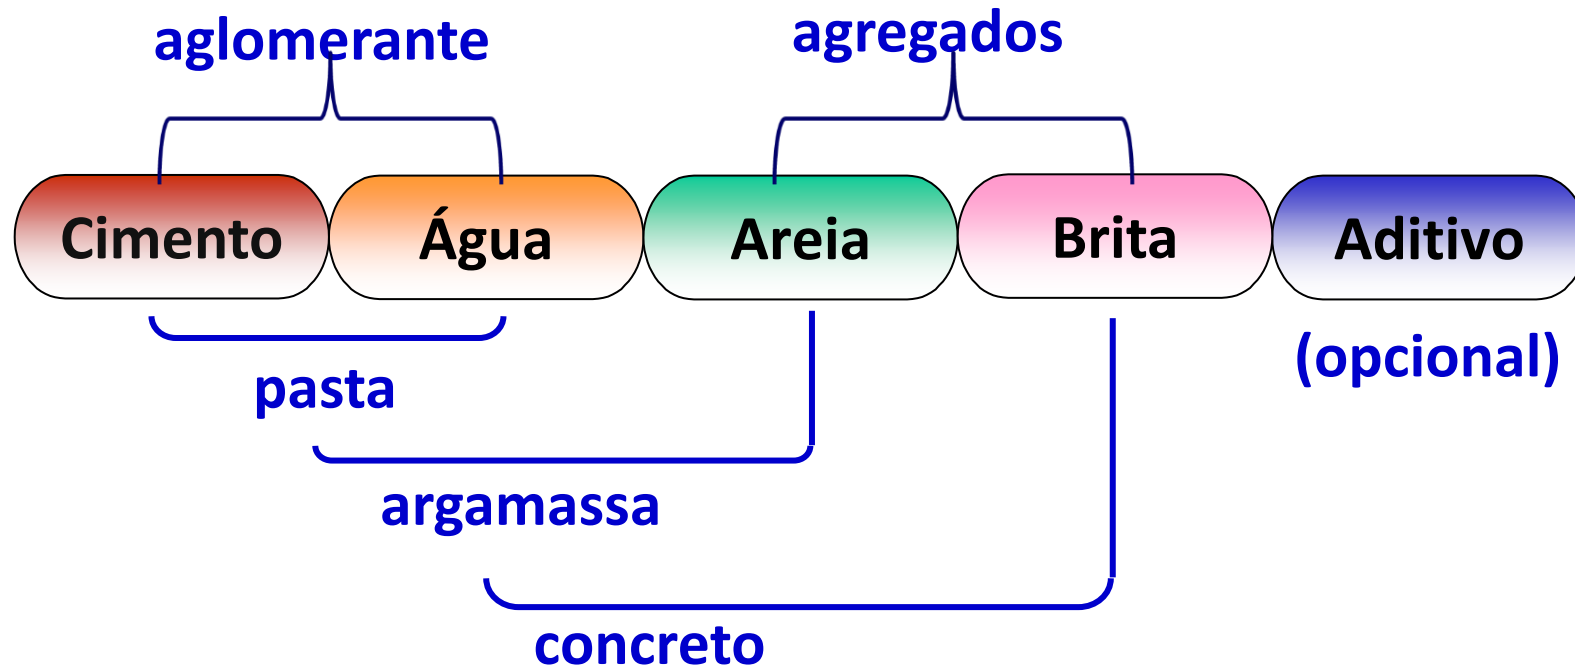 aglomerante
agregados
Cimento
Água
Areia
Brita
Aditivo
(opcional)
pasta
argamassa
concreto